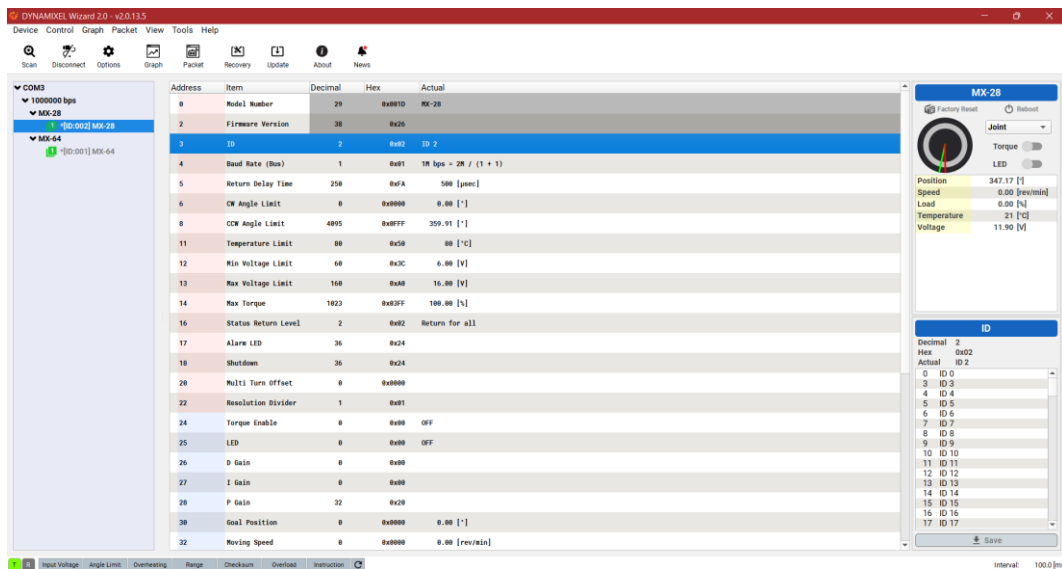 DYNAMIXEL Wizard 2.0 - v2.0.13.5
Device Control Graph Packet View Tools Help
Scan Disconnect Options Graph Packet Recovery Update About News
COM3
1000000 bps
MX-28
1 *[ID:002] MX-28
MX-64
1 *[ID:001] MX-64
Address Item Decimal Hex Actual
0 Model Number 29 0x001D MX-28
2 Firmware Version 38 0x26
3 ID 2 0x02 ID 2
4 Baud Rate (Bus) 1 0x01 1M bps = 2M / (1 + 1)
5 Return Delay Time 250 0xFA 500 [μsec]
6 CW Angle Limit 0 0x0000 0.00 [°]
8 CCW Angle Limit 4095 0x0FFF 359.91 [°]
11 Temperature Limit 80 0x50 80 [°C]
12 Min Voltage Limit 60 0x3C 6.00 [V]
13 Max Voltage Limit 160 0xA0 16.00 [V]
14 Max Torque 1023 0x03FF 100.00 [%]
16 Status Return Level 2 0x02 Return for all
17 Alarm LED 36 0x24
18 Shutdown 36 0x24
20 Multi Turn Offset 0 0x0000
22 Resolution Divider 1 0x01
24 Torque Enable 0 0x00 OFF
25 LED 0 0x00 OFF
26 D Gain 0 0x00
27 I Gain 0 0x00
28 P Gain 32 0x20
30 Goal Position 0 0x0000 0.00 [°]
32 Moving Speed 0 0x0000 0.00 [rev/min]
MX-28
Factory Reset Reboot
Joint
Torque
LED
Position 347.17 [°]
Speed 0.00 [rev/min]
Load 0.00 [%]
Temperature 21 [°C]
Voltage 11.90 [V]
ID
Decimal 2
Hex 0x02
Actual ID 2
0 ID 0
3 ID 3
4 ID 4
5 ID 5
6 ID 6
7 ID 7
8 ID 8
9 ID 9
10 ID 10
11 ID 11
12 ID 12
13 ID 13
14 ID 14
15 ID 15
16 ID 16
17 ID 17
Save
T R Input Voltage Angle Limit Overheating Range Checksum Overload Instruction Interval: 100.0 [m